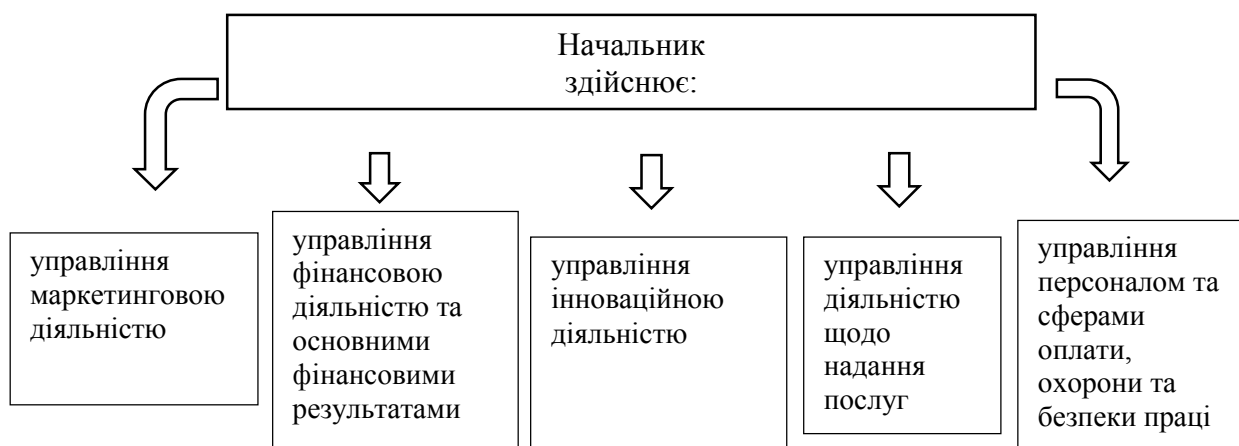 Начальник
здійснює:
управління
маркетинговою
діяльністю
управління
фінансовою
діяльністю та
основними
фінансовими
результатами
управління
інноваційною
діяльністю
управління
діяльністю
щодо
надання
послуг
управління
персоналом та
сферами
оплати,
охорони та
безпеки праці